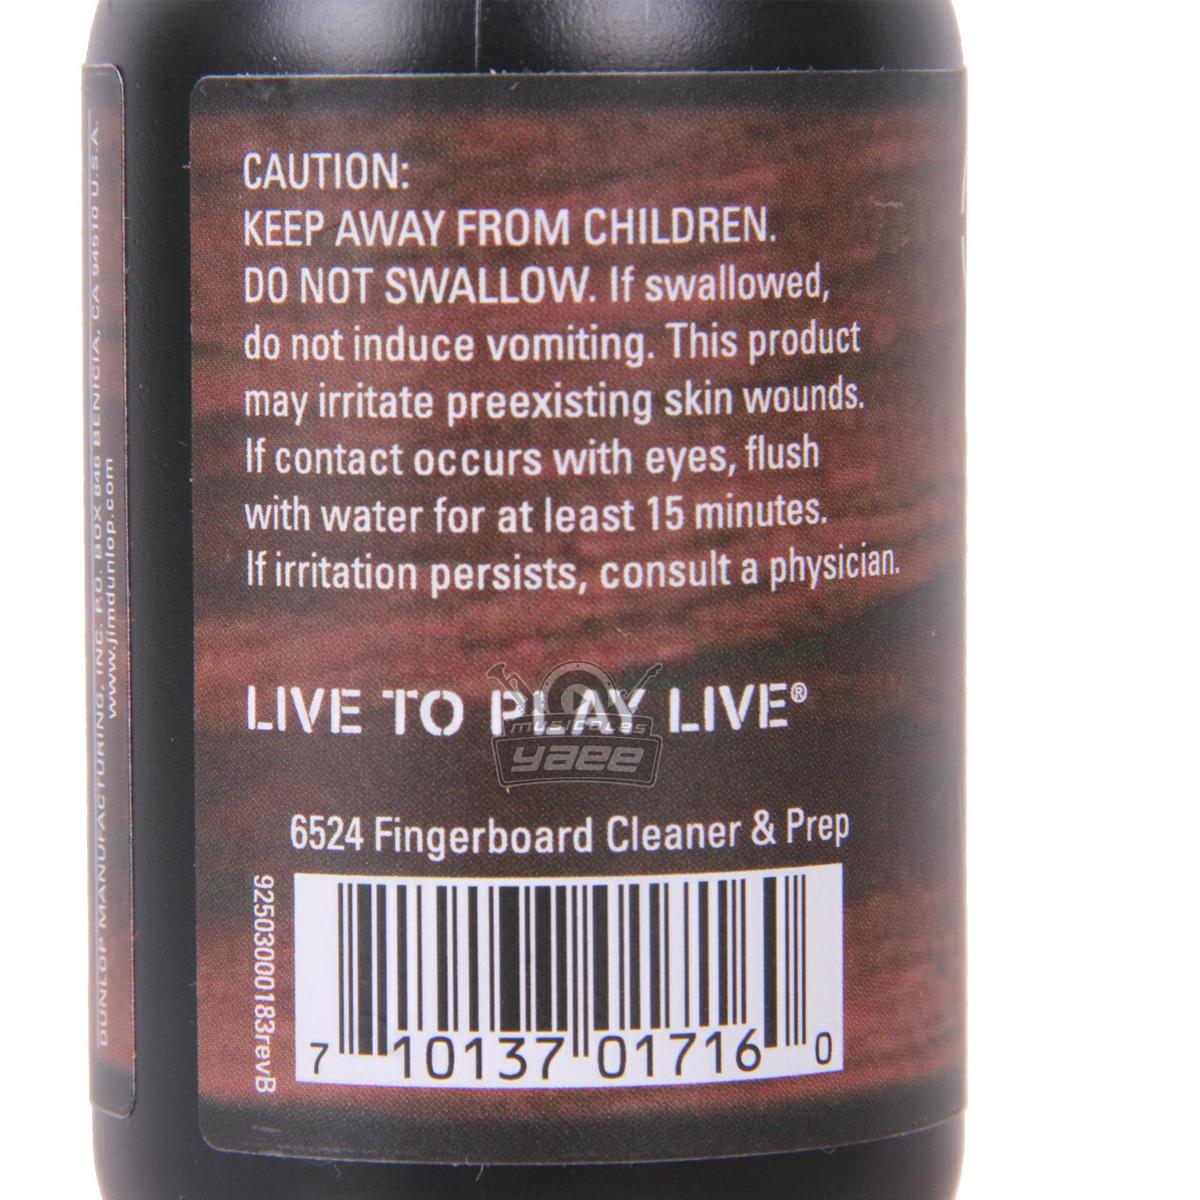 CAUTION:
KEEP AWAY FROM CHILDREN.
DO NOT SWALLOW. If swallowed,
do not induce vomiting. This product
may irritate preexisting skin wounds.
If contact occurs with eyes, flush
with water for at least 15 minutes.
If irritation persists, consult a physician.
LIVE TO PLAY LIVE®
musicales
yaee
6524 Fingerboard Cleaner & Prep
9250300183revB
7 10137 01716 0
DUNLOP MANUFACTURING, INC. P.O. BOX 846 BENICIA, CA 94510 U.S.A.
www.jimdunlop.com